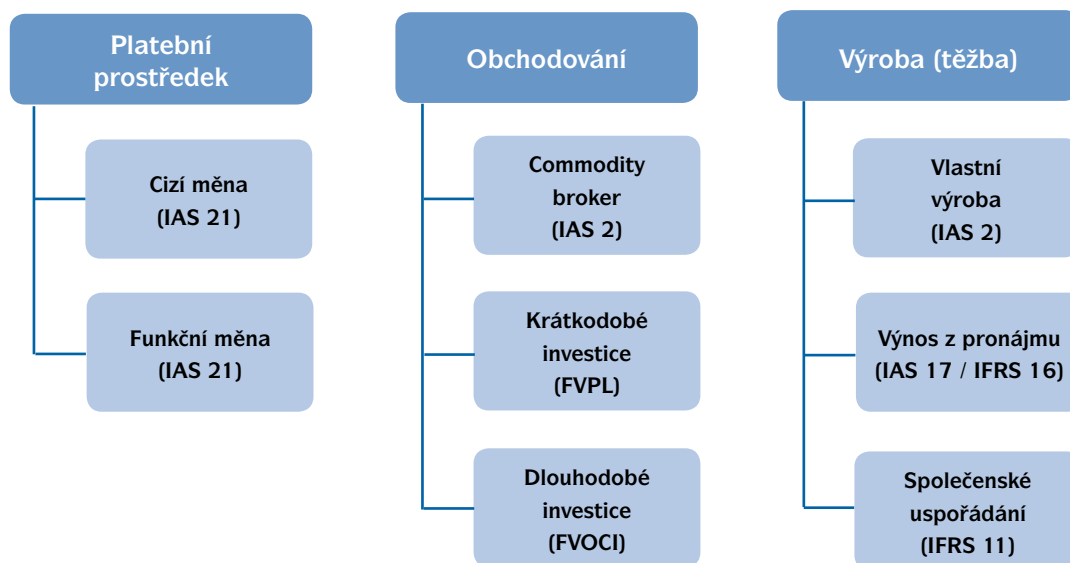 Platební
prostředek
Cizí měna
(IAS 21)
Funkční měna
(IAS 21)
Obchodování
Commodity
broker
(IAS 2)
Krátkodobé
investice
(FVPL)
Dlouhodobé
investice
(FVOCI)
Výroba (těžba)
Vlastní
výroba
(IAS 2)
Výnos z pronájmu
(IAS 17 / IFRS 16)
Společenské
uspořádání
(IFRS 11)